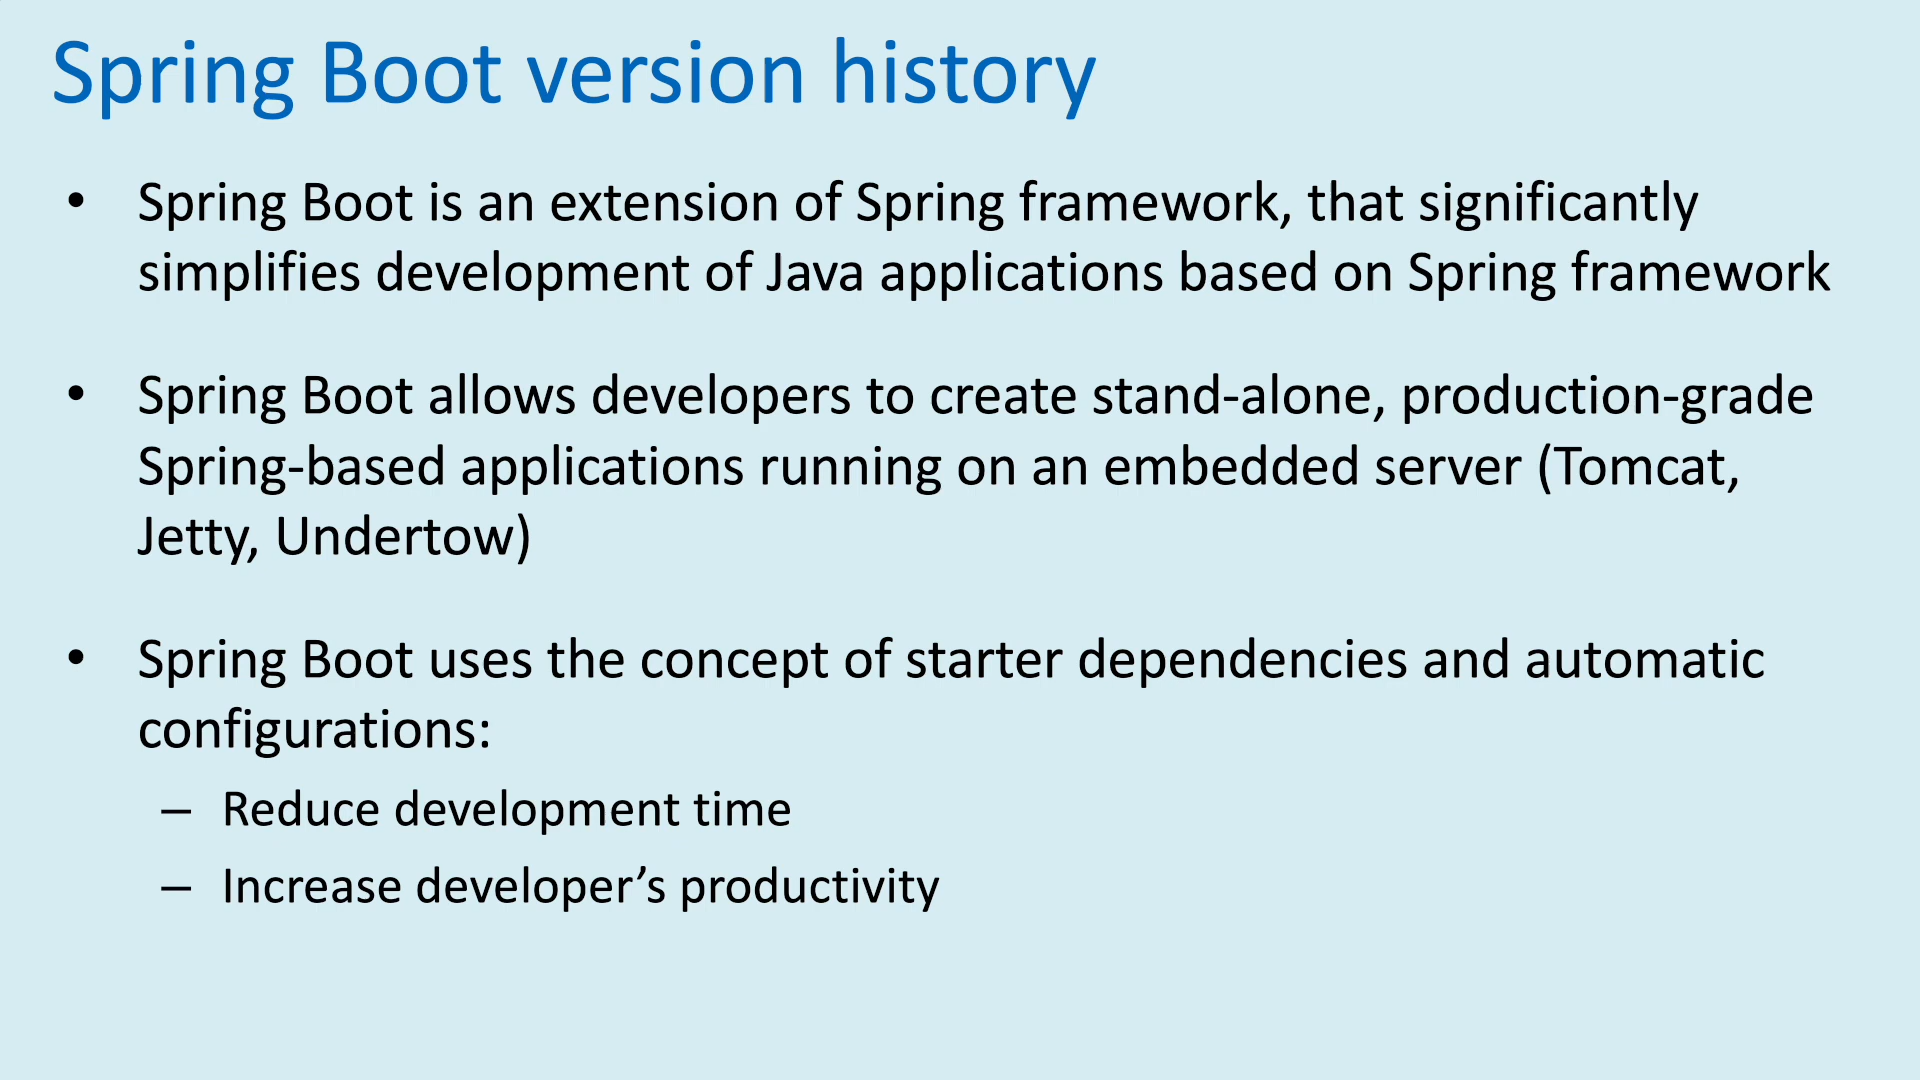 Spring Boot version history
• Spring Boot is an extension of Spring framework, that significantly
simplifies development of Java applications based on Spring framework
• Spring Boot allows developers to create stand-alone, production-grade
Spring-based applications running on an embedded server (Tomcat,
Jetty, Undertow)
• Spring Boot uses the concept of starter dependencies and automatic
configurations:
– Reduce development time
– Increase developer’s productivity